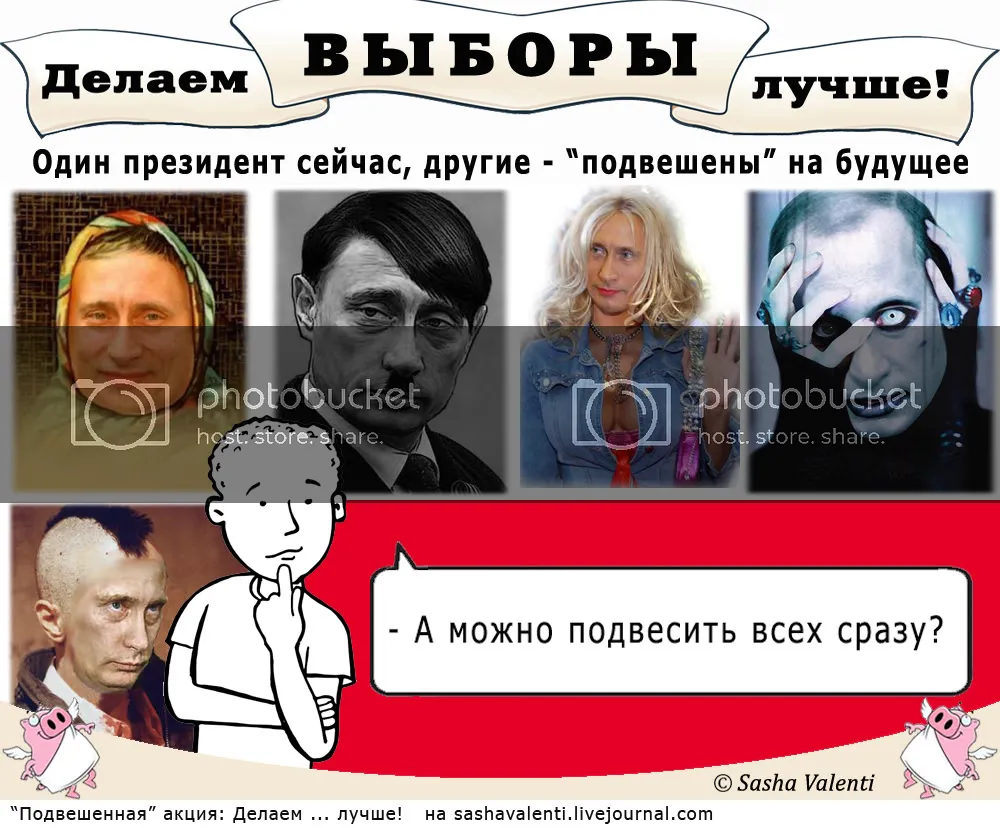 Делаем
ВЫБОРЫ
лучше!
Один президент сейчас, другие - “подвешены” на будущее
photobucket
host. store. share.
photobucket
host. store. share.
- А можно подвесить всех сразу?
© Sasha Valenti
“Подвешенная” акция: Делаем ... лучше! на sashavalenti.livejournal.com